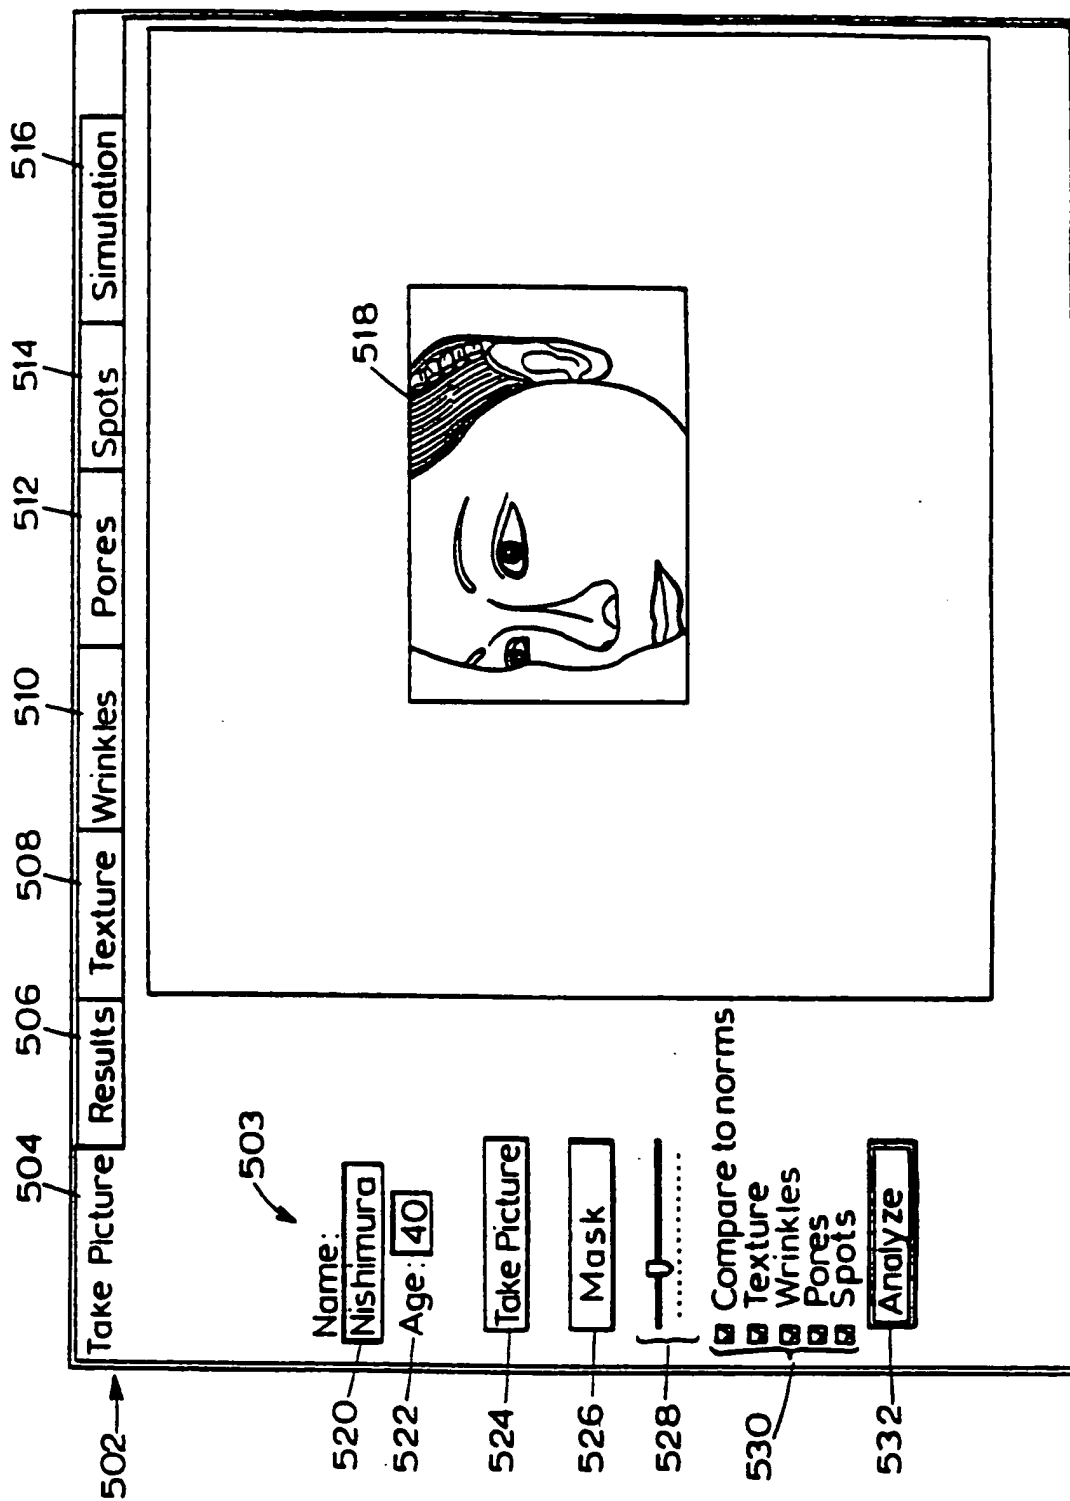 504 506 508 510 512 514 516
Take Picture Results Texture Wrinkles Pores Spots Simulation
502
503
518
Name:
520 Nishimura
522 Age: 40
524 Take Picture
526 Mask
528
530
Compare to norms
Texture
Wrinkles
Pores
Spots
532 Analyze